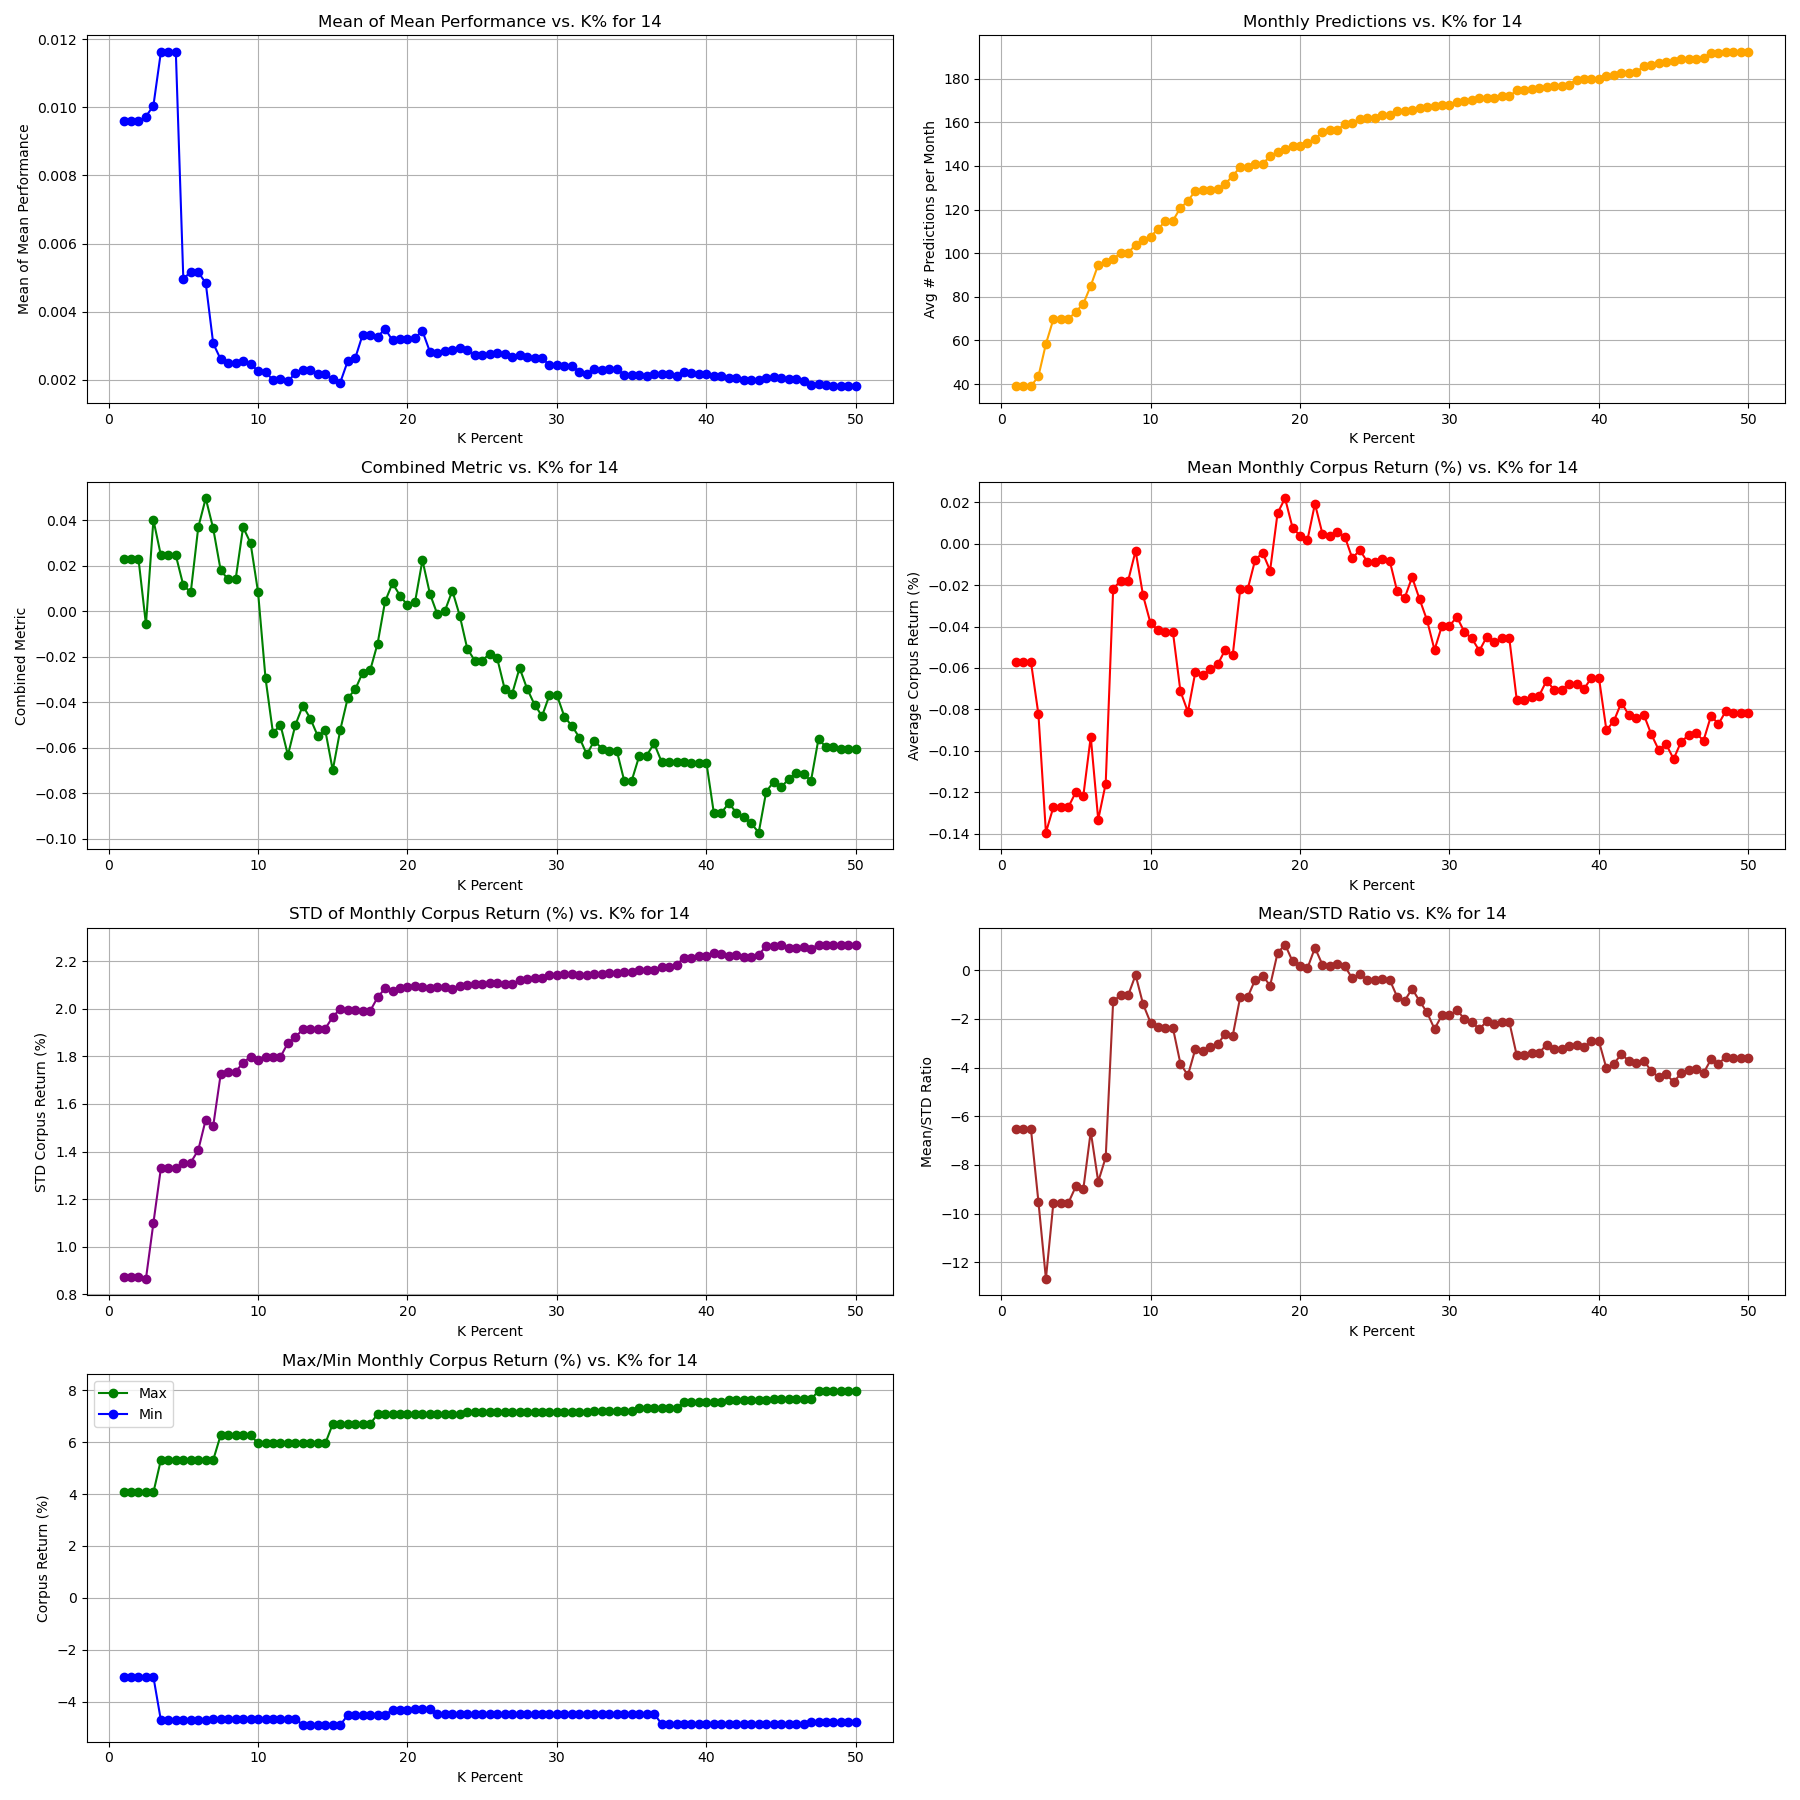 Mean of Mean Performance vs. K% for 14
Mean of Mean Performance
0.012
0.010
0.008
0.006
0.004
0.002
0 10 20 30 40 50
K Percent
Monthly Predictions vs. K% for 14
Avg # Predictions per Month
180
160
140
120
100
80
60
40
0 10 20 30 40 50
K Percent
Combined Metric vs. K% for 14
Combined Metric
0.04
0.02
0.00
−0.02
−0.04
−0.06
−0.08
−0.10
0 10 20 30 40 50
K Percent
Mean Monthly Corpus Return (%) vs. K% for 14
Average Corpus Return (%)
0.02
0.00
−0.02
−0.04
−0.06
−0.08
−0.10
−0.12
−0.14
0 10 20 30 40 50
K Percent
STD of Monthly Corpus Return (%) vs. K% for 14
STD Corpus Return (%)
2.2
2.0
1.8
1.6
1.4
1.2
1.0
0.8
0 10 20 30 40 50
K Percent
Mean/STD Ratio vs. K% for 14
Mean/STD Ratio
0
−2
−4
−6
−8
−10
−12
0 10 20 30 40 50
K Percent
Max/Min Monthly Corpus Return (%) vs. K% for 14
Corpus Return (%)
Max
Min
8
6
4
2
0
−2
−4
0 10 20 30 40 50
K Percent